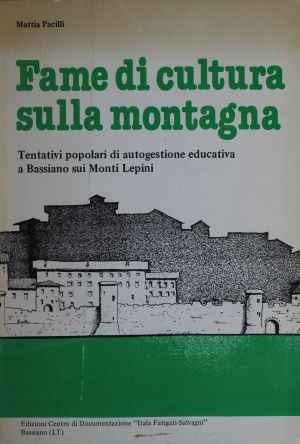 Mattia Pacilli
Fame di cultura
sulla montagna
Tentativi popolari di autogestione educativa
a Bassiano sui Monti Lepini
Edizioni Centro di Documentazione "Itala Fatigati-Salvagni"
Bassiano (LT)